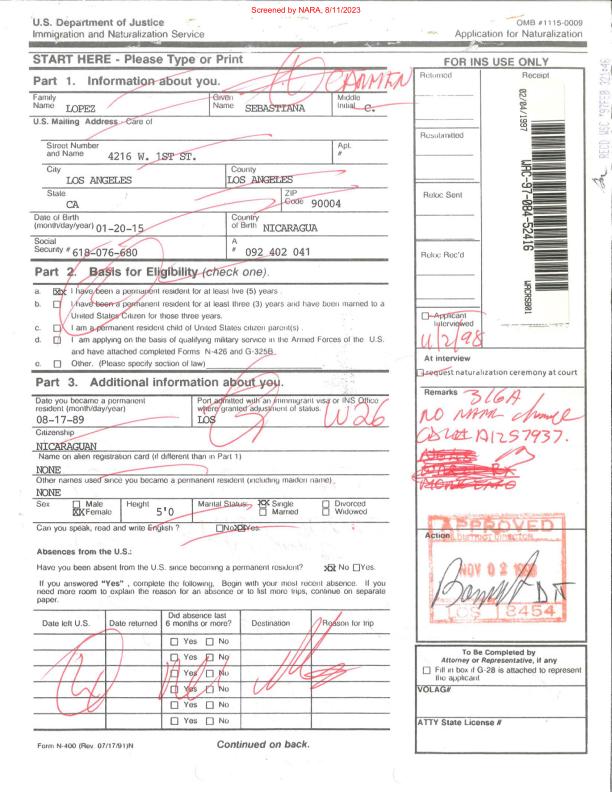 Screened by NARA, 8/11/2023
U.S. Department of Justice
Immigration and Naturalization Service
OMB #1115-0009
Application for Naturalization
START HERE - Please Type or Print
Part 1. Information about you.
CARMEN
Family Name LOPEZ
Given Name SEBASTIANA
Middle Initial C.
U.S. Mailing Address - Care of
Street Number and Name 4216 W. 1ST ST.
Apt. #
City LOS ANGELES
County LOS ANGELES
State CA
ZIP Code 90004
Date of Birth (month/day/year) 01-20-15
Country of Birth NICARAGUA
Social Security # 618-076-680
A # 092 402 041
Part 2. Basis for Eligibility (check one).
a. I have been a permanent resident for at least five (5) years.
b. I have been a permanent resident for at least three (3) years and have been married to a
United States Citizen for those three years.
c. I am a permanent resident child of United States citizen parent(s).
d. I am applying on the basis of qualifying military service in the Armed Forces of the U.S.
and have attached completed Forms N-426 and G-325B
e. Other. (Please specify section of law)
Part 3. Additional information about you.
Date you became a permanent resident (month/day/year) 08-17-89
Port admitted with an immigrant visa or INS Office where granted adjustment of status. LOS
W26
Citizenship
NICARAGUAN
Name on alien registration card (if different than in Part 1)
NONE
Other names used since you became a permanent resident (including maiden name)
NONE
Sex Male XX Female
Height 5'0
Marital Status: XX Single Married Divorced Widowed
Can you speak, read and write English ? No XX Yes.
Absences from the U.S.:
Have you been absent from the U.S. since becoming a permanent resident? XX No Yes.
If you answered "Yes" , complete the following, Begin with your most recent absence. If you
need more room to explain the reason for an absence or to list more trips, continue on separate
paper.
Date left U.S.
Date returned
Did absence last 6 months or more?
Destination
Reason for trip
Yes No
Yes No
Yes No
Yes No
Yes No
Yes No
Form N-400 (Rev. 07/17/91)N
Continued on back.
FOR INS USE ONLY
Returned
Receipt
02/04/1997
WAC-97-084-52416
Resubmitted
Reloc Sent
Reloc Rec'd
Applicant Interviewed
11/2/98
At interview
request naturalization ceremony at court
Remarks 316A
NO NAME change
A1257937.
APPROVED
DISTRICT DIRECTOR
Action
NOV 02 1998
LOS 8454
To Be Completed by
Attorney or Representative, if any
Fill in box if G-28 is attached to represent the applicant
VOLAG#
ATTY State License #